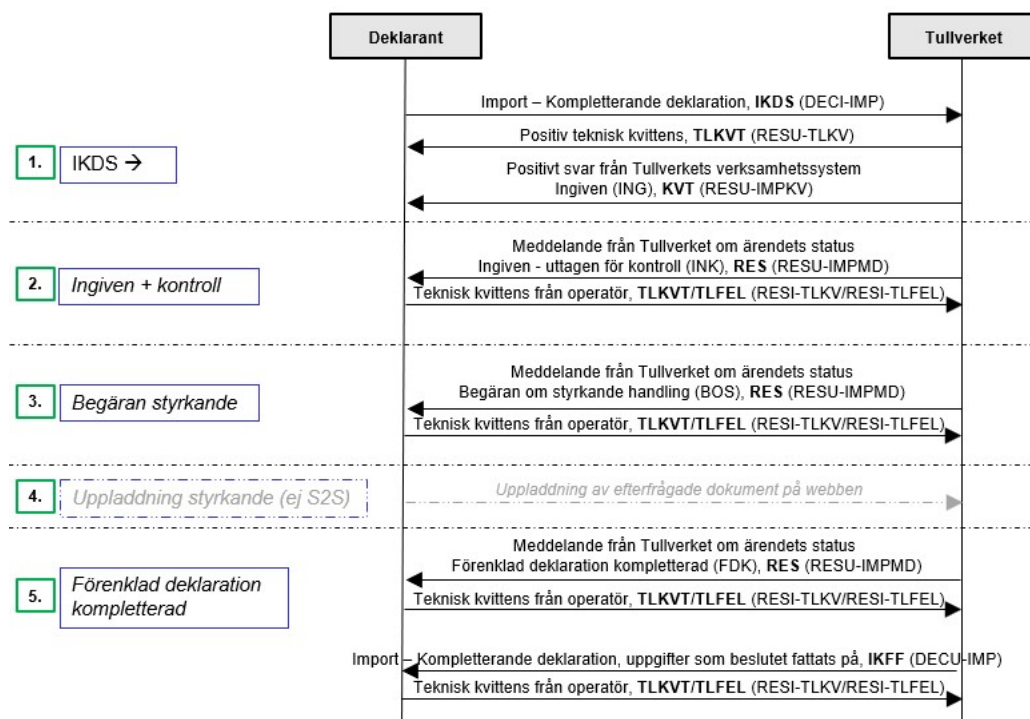 Deklarant
Tullverket
Import – Kompletterande deklaration, IKDS (DECI-IMP)
Positiv teknisk kvittens, TLKVT (RESU-TLKV)
1.
IKDS →
Positivt svar från Tullverkets verksamhetssystem
Ingiven (ING), KVT (RESU-IMPKV)
Meddelande från Tullverket om ärendets status
2.
Ingiven + kontroll
Ingiven - uttagen för kontroll (INK), RES (RESU-IMPMD)
Teknisk kvittens från operatör, TLKVT/TLFEL (RESI-TLKV/RESI-TLFEL)
Meddelande från Tullverket om ärendets status
3.
Begäran styrkande
Begäran om styrkande handling (BOS), RES (RESU-IMPMD)
Teknisk kvittens från operatör, TLKVT/TLFEL (RESI-TLKV/RESI-TLFEL)
4.
Uppladdning styrkande (ej S2S)
Uppladdning av efterfrågade dokument på webben
Meddelande från Tullverket om ärendets status
5.
Förenklad deklaration
kompletterad
Förenklad deklaration kompletterad (FDK), RES (RESU-IMPMD)
Teknisk kvittens från operatör, TLKVT/TLFEL (RESI-TLKV/RESI-TLFEL)
Import – Kompletterande deklaration, uppgifter som beslutet fattats på, IKFF (DECU-IMP)
Teknisk kvittens från operatör, TLKVT/TLFEL (RESI-TLKV/RESI-TLFEL)